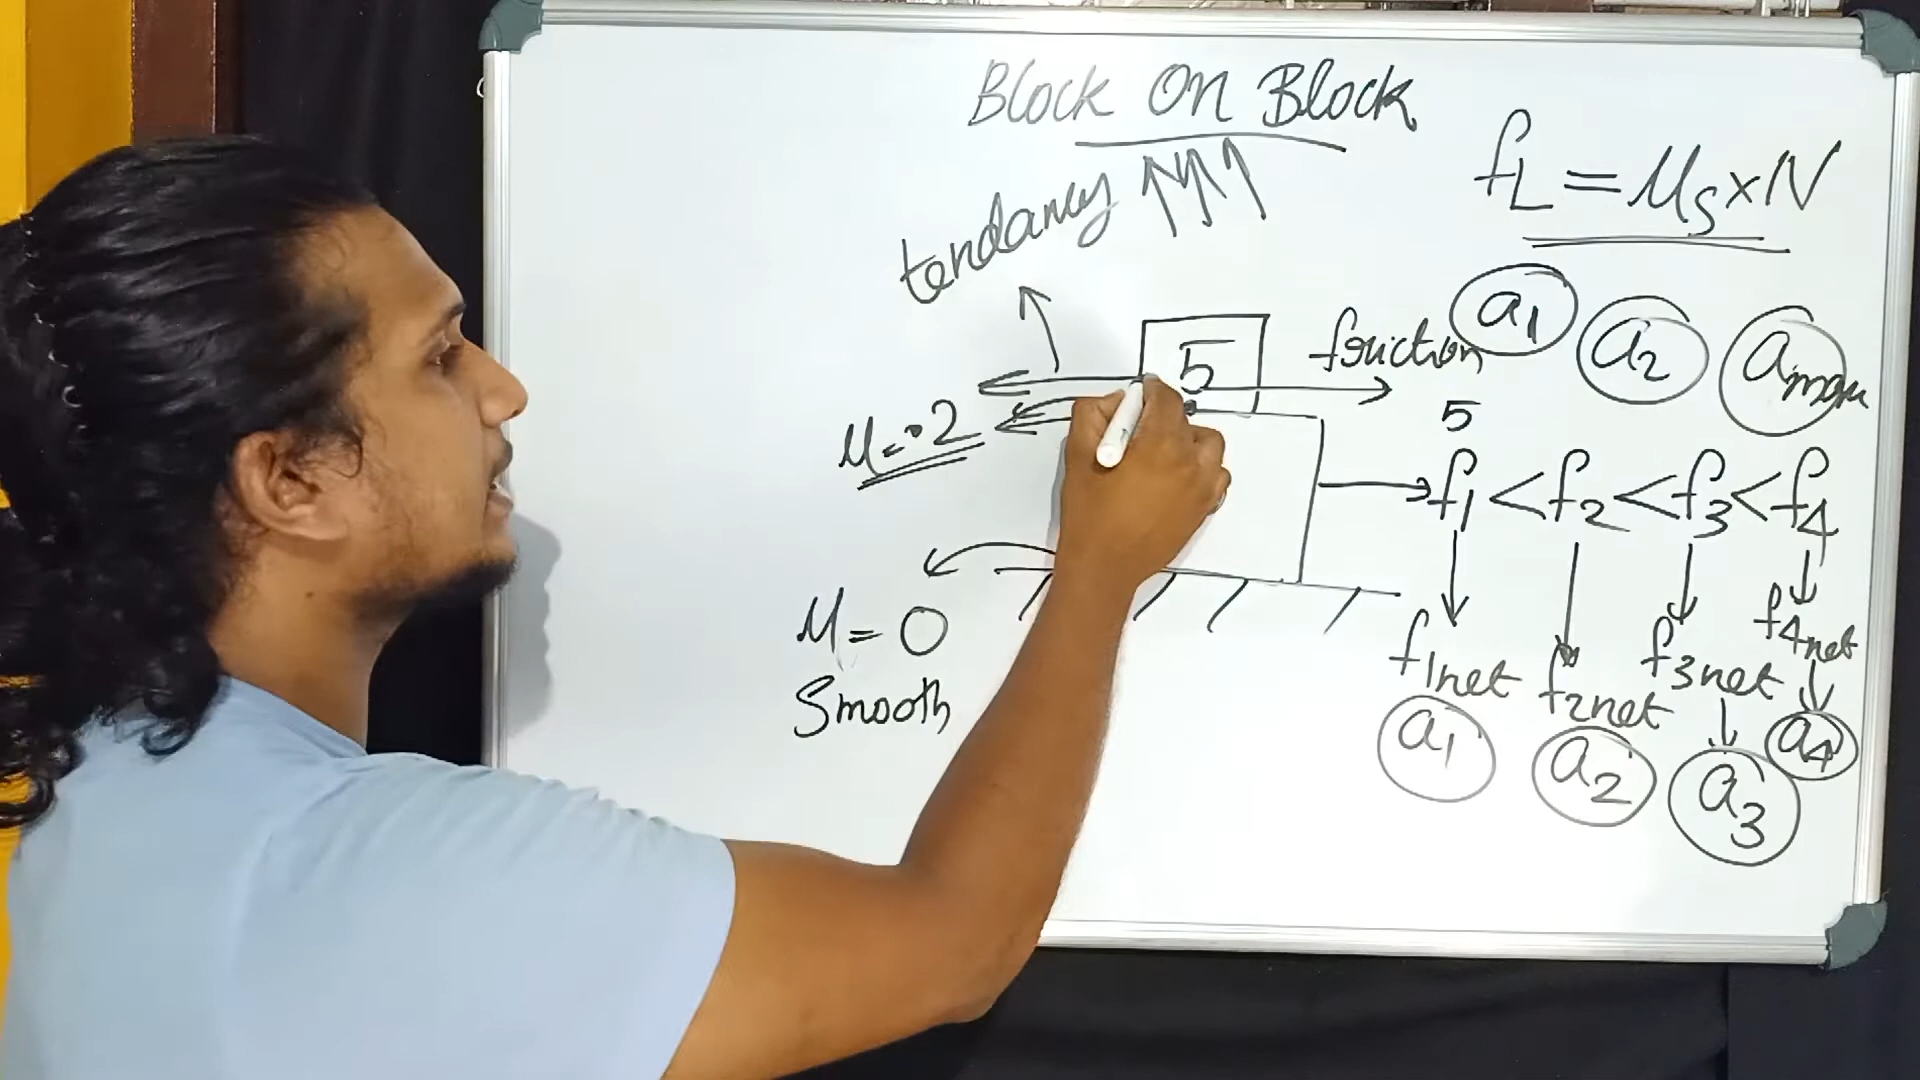 Block On Block
tendancy ↑↑↑
fL = μs×N
a1 a2 amax
5 friction
μ=.2
5
f1 < f2 < f3 < f4
μ = 0
Smooth
f1net f2net f3net f4net
a1 a2 a3 a4